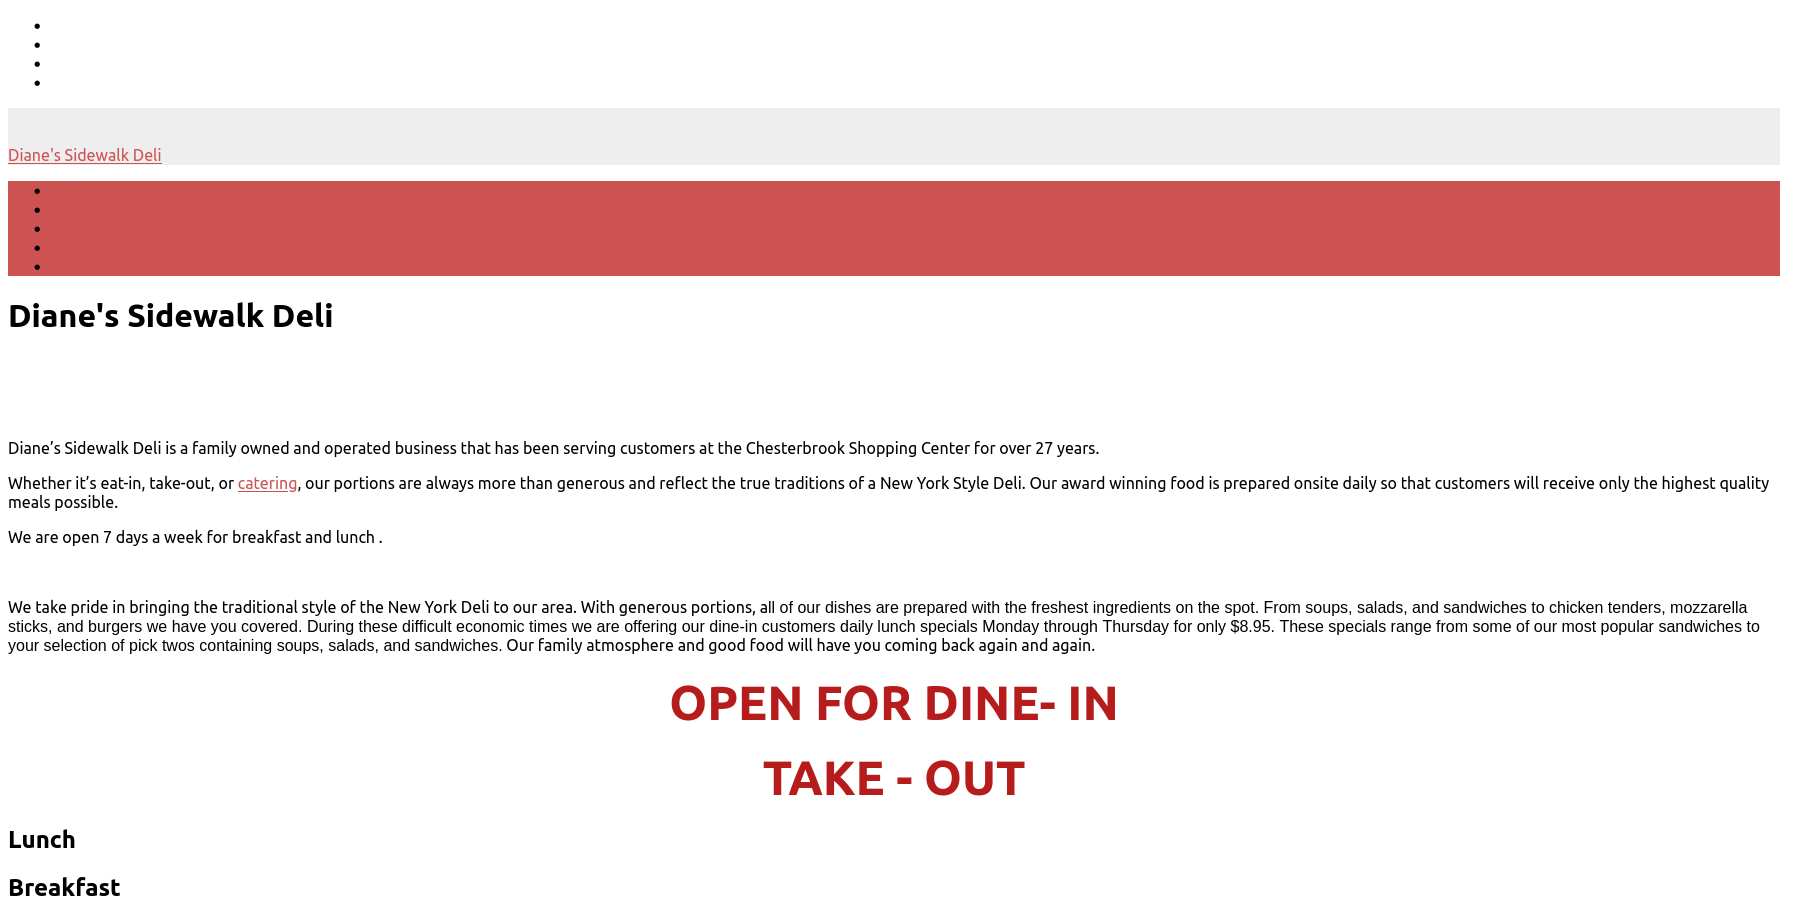 Diane's Sidewalk Deli
Diane's Sidewalk Deli
Diane’s Sidewalk Deli is a family owned and operated business that has been serving customers at the Chesterbrook Shopping Center for over 27 years.
Whether it’s eat-in, take-out, or catering, our portions are always more than generous and reflect the true traditions of a New York Style Deli. Our award winning food is prepared onsite daily so that customers will receive only the highest quality
meals possible.
We are open 7 days a week for breakfast and lunch .
We take pride in bringing the traditional style of the New York Deli to our area. With generous portions, all of our dishes are prepared with the freshest ingredients on the spot. From soups, salads, and sandwiches to chicken tenders, mozzarella
sticks, and burgers we have you covered. During these difficult economic times we are offering our dine-in customers daily lunch specials Monday through Thursday for only $8.95. These specials range from some of our most popular sandwiches to
your selection of pick twos containing soups, salads, and sandwiches. Our family atmosphere and good food will have you coming back again and again.
OPEN FOR DINE- IN
TAKE - OUT
Lunch
Breakfast